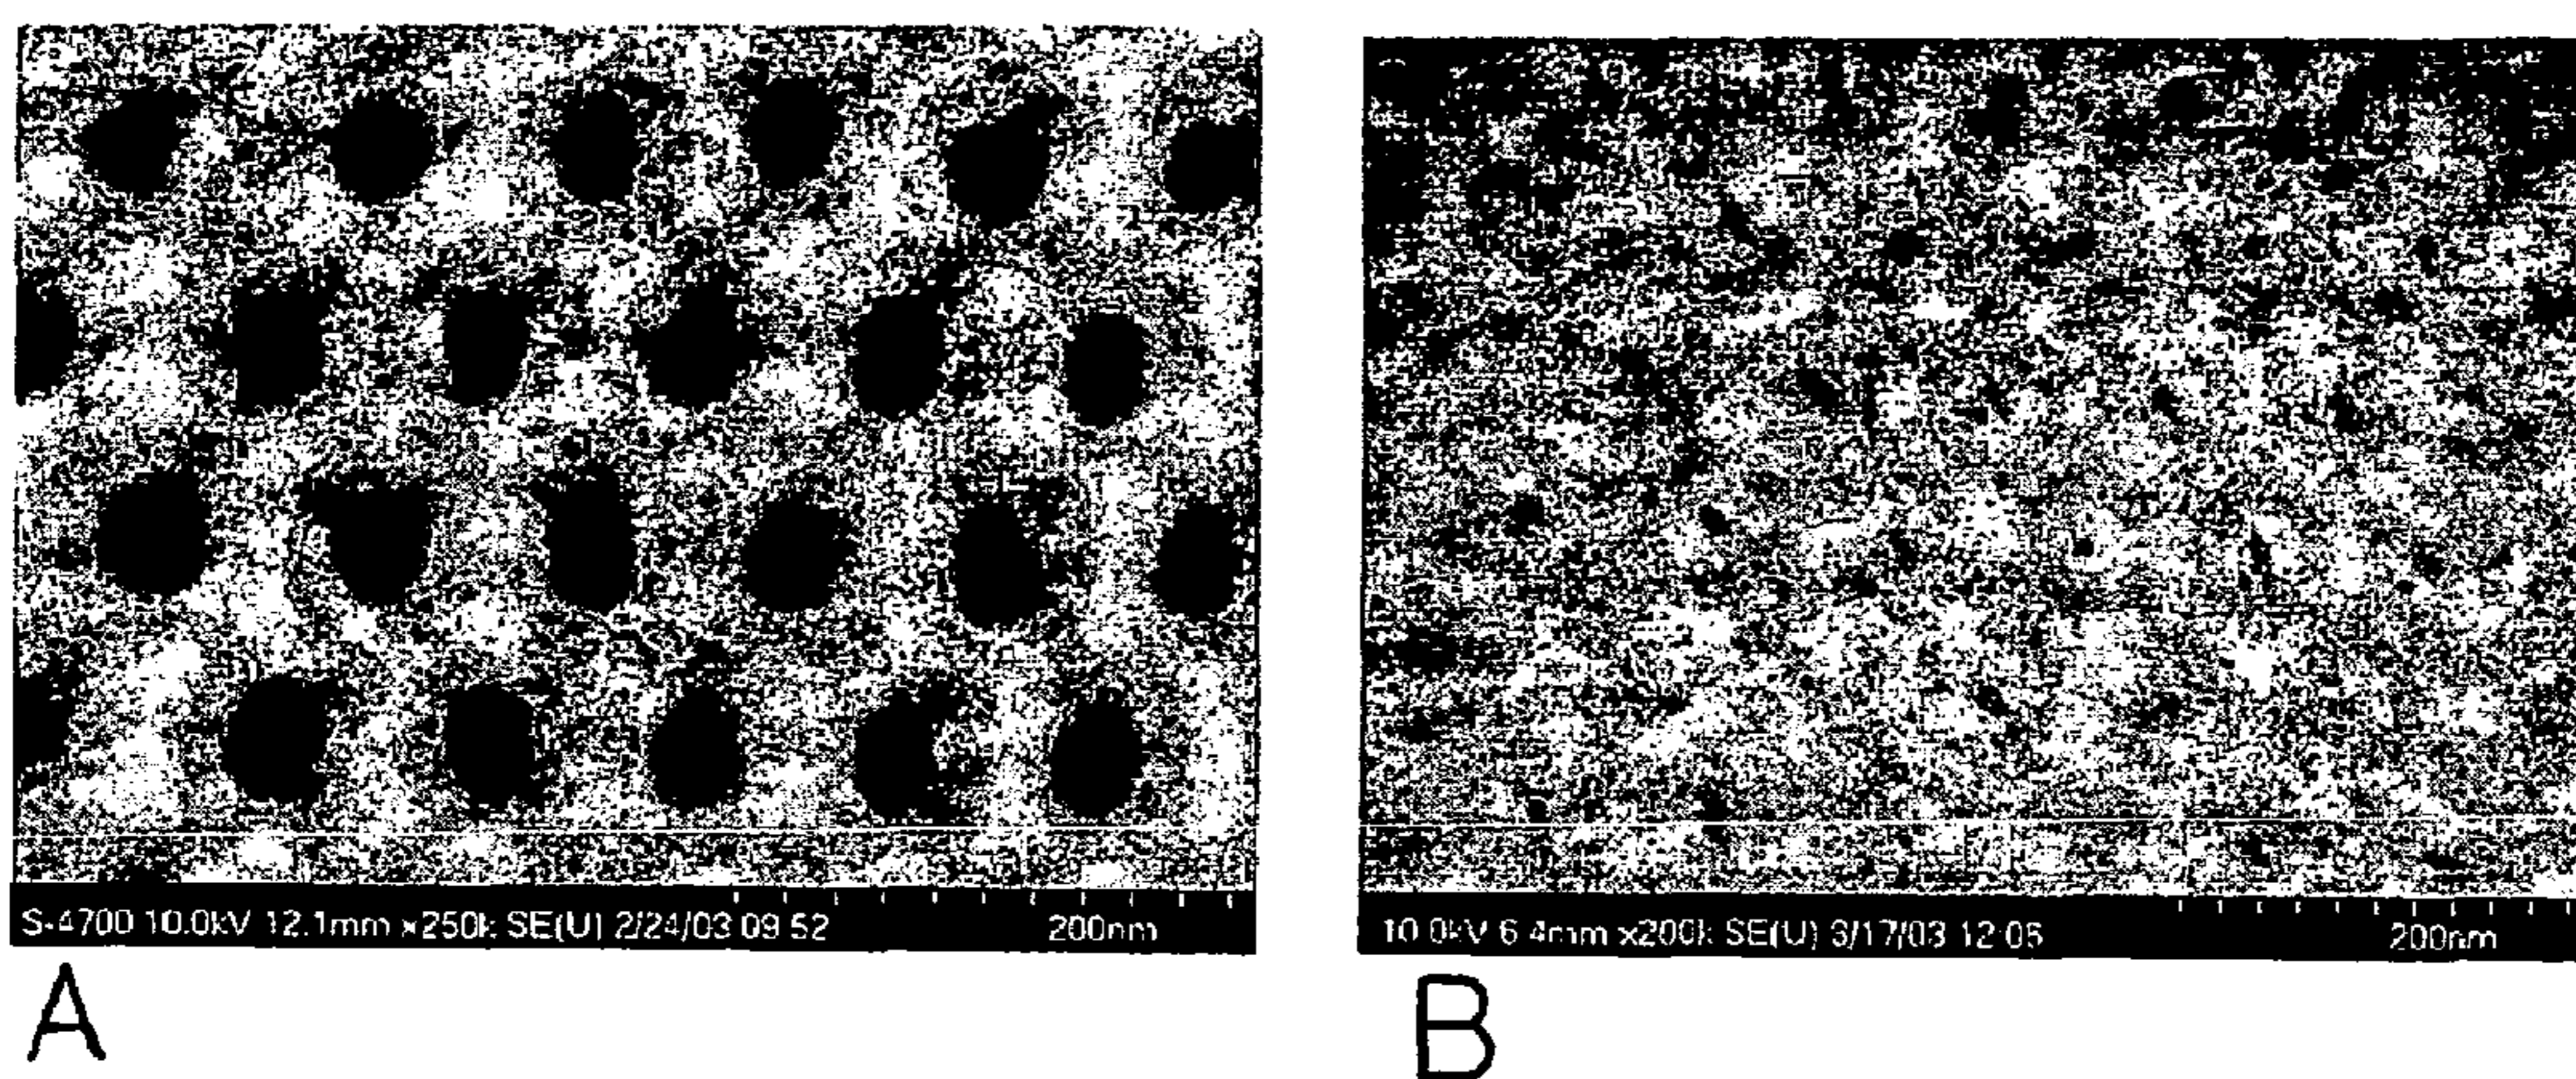 S-4700 10.0kV 12.1mm x250k SE(U) 2/24/03 09:52 200nm
10.0kV 6.4mm x200k SE(U) 3/17/03 12:05 200nm
A
B